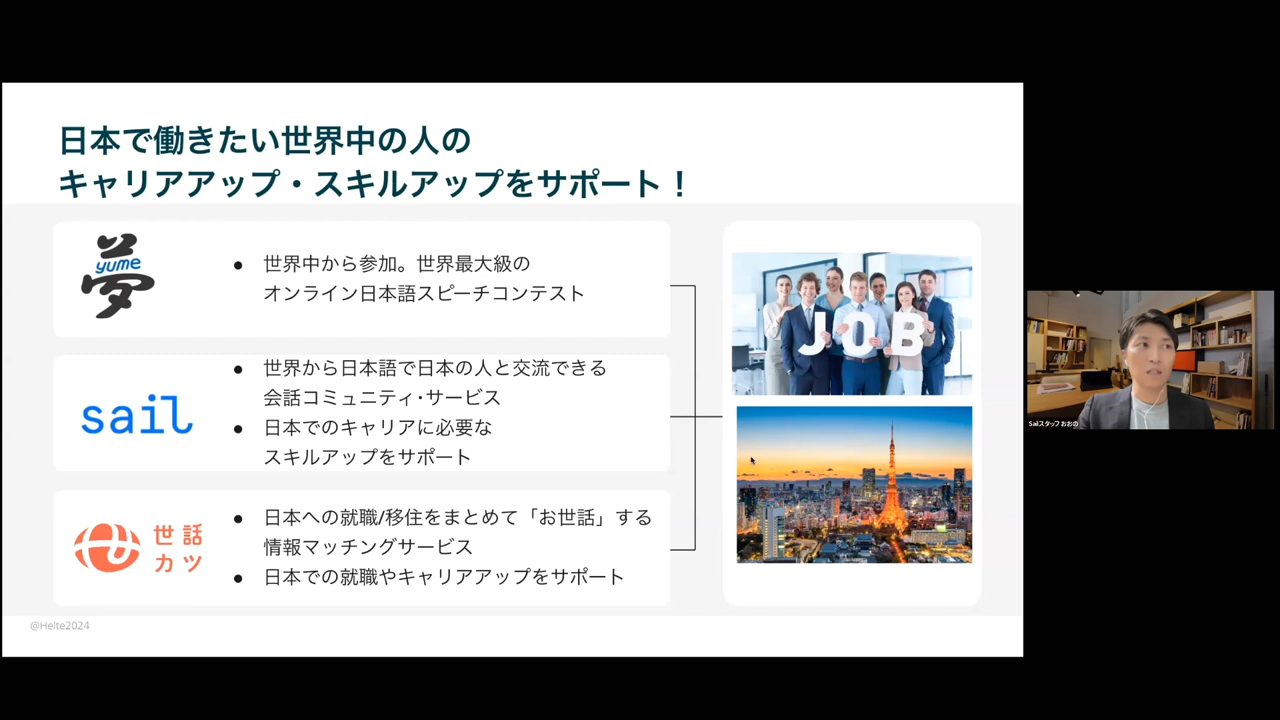 日本で働きたい世界中の人の
キャリアアップ・スキルアップをサポート！
夢
yume
● 世界中から参加。世界最大級の
オンライン日本語スピーチコンテスト
sail
● 世界から日本語で日本の人と交流できる
会話コミュニティ・サービス
● 日本でのキャリアに必要な
スキルアップをサポート
世話
カツ
● 日本への就職/移住をまとめて「お世話」する
情報マッチングサービス
● 日本での就職やキャリアアップをサポート
JOB
@Helte2024
Sailスタッフ おおの